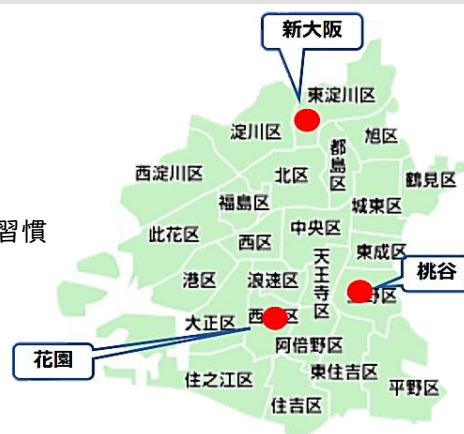 新大阪
東淀川区
淀川区
旭区
都島区
西淀川区
北区
鶴見区
福島区
城東区
習慣
此花区
西区
中央区
東成区
天王寺区
港区
浪速区
桃谷
野区
大正区
西
区
花園
阿倍野区
住之江区
東住吉区
平野区
住吉区